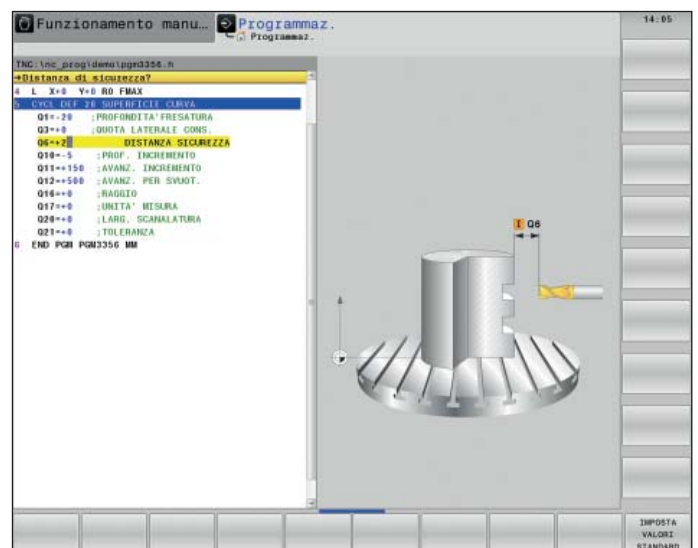 Funzionamento manu... Programmaz.
Programmaz.
14:05
TNC:\nc_prog\demo\pgm3356.h
→Distanza di sicurezza?
4 L X+0 Y+0 R0 FMAX
5 CYCL DEF 28 SUPERFICIE CURVA
Q1=-20 ;PROFONDITA'FRESATURA
Q3=+0 ;QUOTA LATERALE CONS.
Q6=+2 DISTANZA SICUREZZA
Q10=-5 ;PROF. INCREMENTO
Q11=+150 ;AVANZ. INCREMENTO
Q12=+500 ;AVANZ. PER SVUOT.
Q16=+0 ;RAGGIO
Q17=+0 ;UNITA' MISURA
Q20=+0 ;LARG. SCANALATURA
Q21=+0 ;TOLERANZA
6 END PGM PGM3356 MM
I Q6
IMPOSTA
VALORI
STANDARD